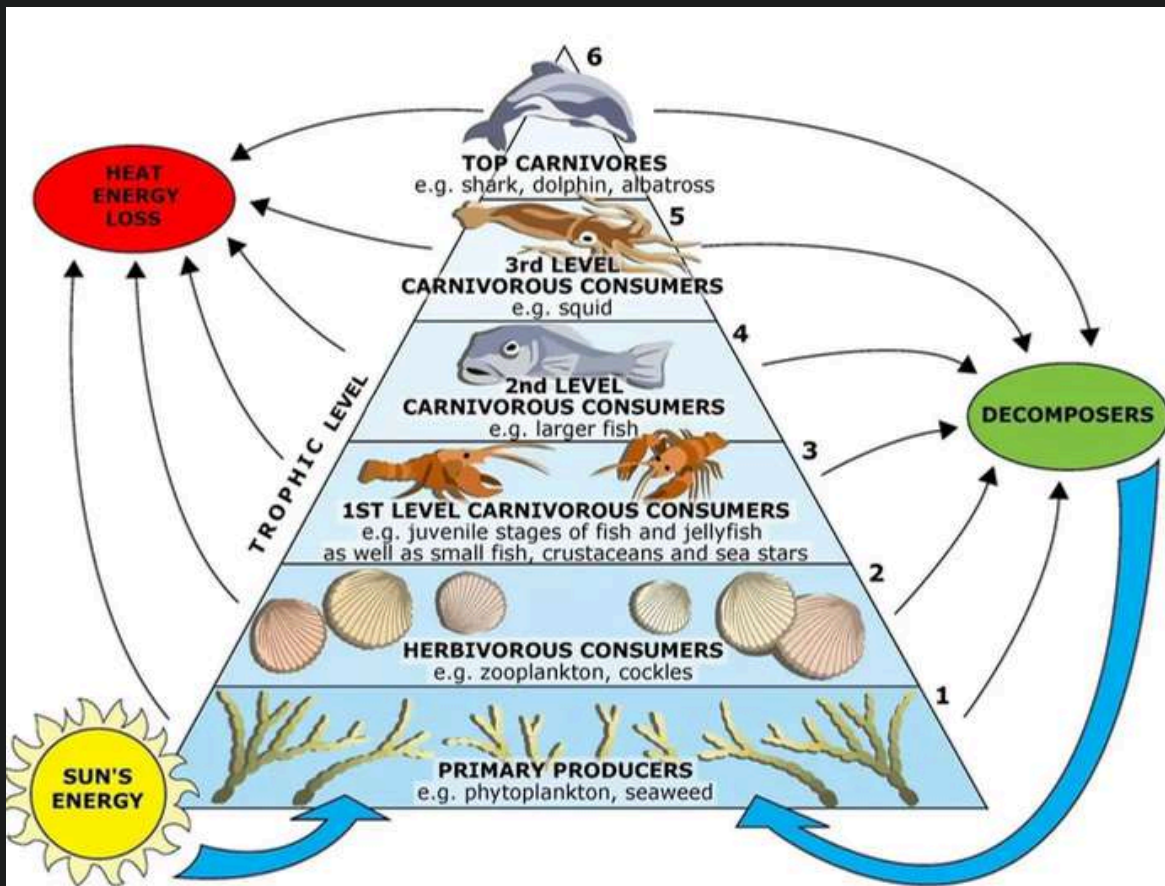 6
TOP CARNIVORES
e.g. shark, dolphin, albatross
HEAT
ENERGY
LOSS
5
3rd LEVEL
CARNIVOROUS CONSUMERS
e.g. squid
4
2nd LEVEL
CARNIVOROUS CONSUMERS
e.g. larger fish
DECOMPOSERS
TROPHIC LEVEL
3
1ST LEVEL CARNIVOROUS CONSUMERS
e.g. juvenile stages of fish and jellyfish
as well as small fish, crustaceans and sea stars
2
HERBIVOROUS CONSUMERS
e.g. zooplankton, cockles
1
PRIMARY PRODUCERS
e.g. phytoplankton, seaweed
SUN'S
ENERGY